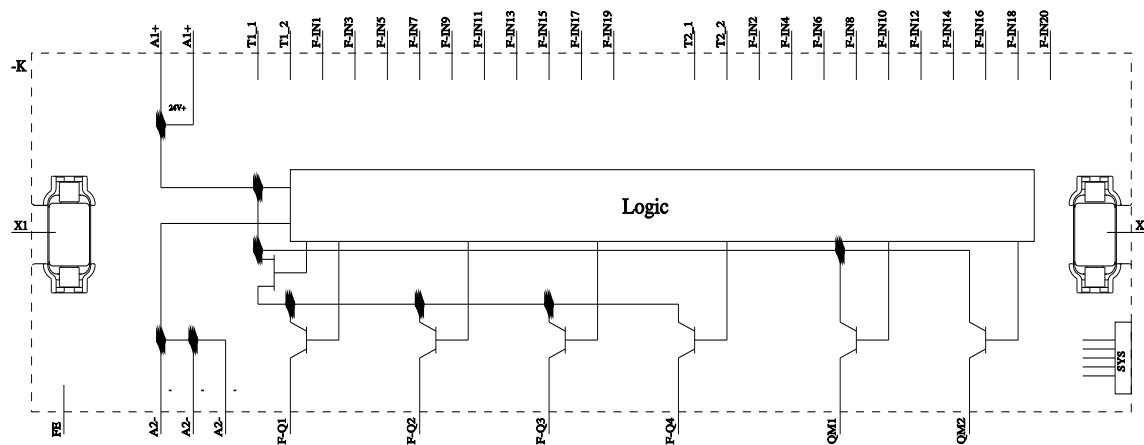 A1+
A1+
T1_1
T1_2
F-IN1
F-IN3
F-IN5
F-IN7
F-IN9
F-IN11
F-IN13
F-IN15
F-IN17
F-IN19
T2_1
T2_2
F-IN2
F-IN4
F-IN6
F-IN8
F-IN10
F-IN12
F-IN14
F-IN16
F-IN18
F-IN20
-K
24V+
Logic
X1
X
SYS
- - -
FE
A2-
A2-
A2-
F-Q1
F-Q2
F-Q3
F-Q4
QM1
QM2